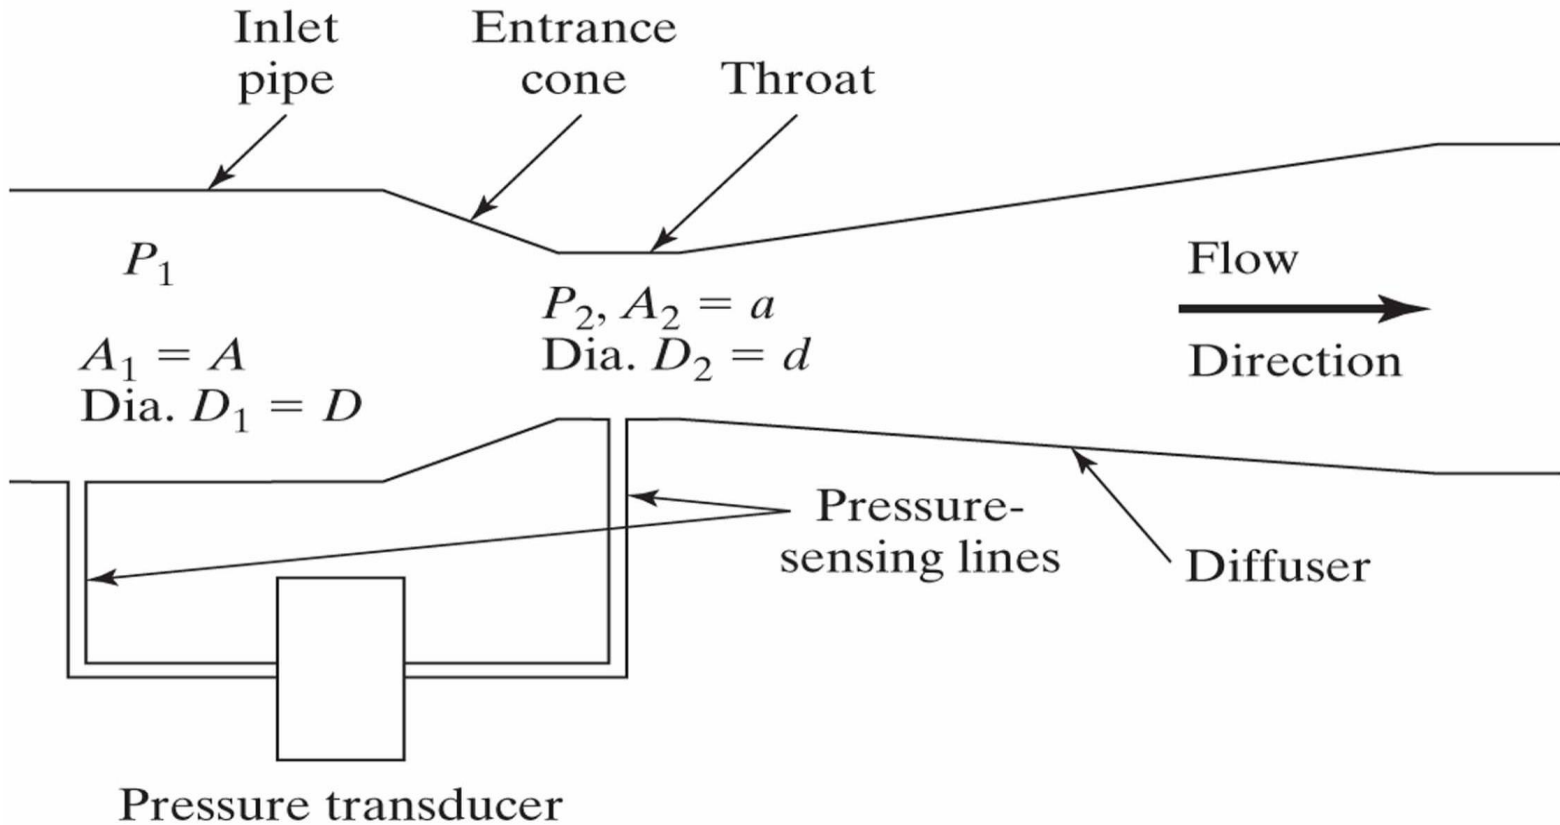 Inlet
pipe
Entrance
cone
Throat
P₁
A₁ = A
Dia. D₁ = D
P₂, A₂ = a
Dia. D₂ = d
Flow
Direction
Pressure-
sensing lines
Diffuser
Pressure transducer